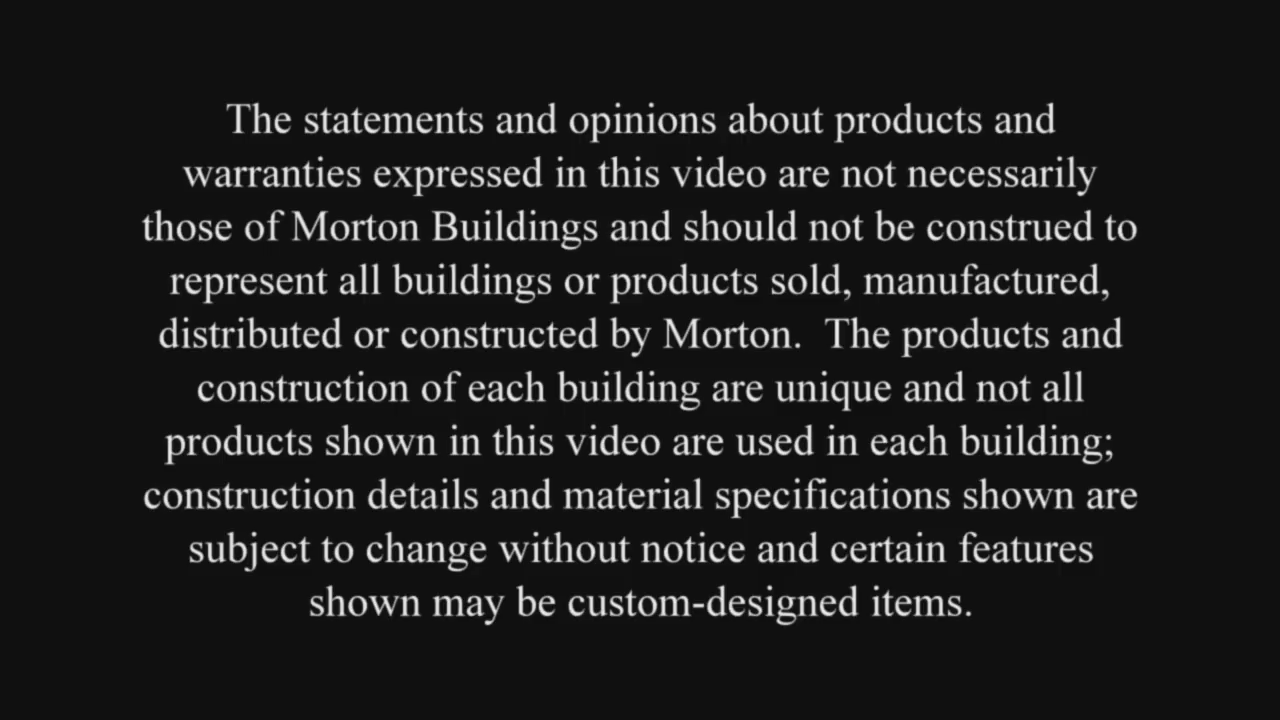 The statements and opinions about products and
warranties expressed in this video are not necessarily
those of Morton Buildings and should not be construed to
represent all buildings or products sold, manufactured,
distributed or constructed by Morton.  The products and
construction of each building are unique and not all
products shown in this video are used in each building;
construction details and material specifications shown are
subject to change without notice and certain features
shown may be custom-designed items.